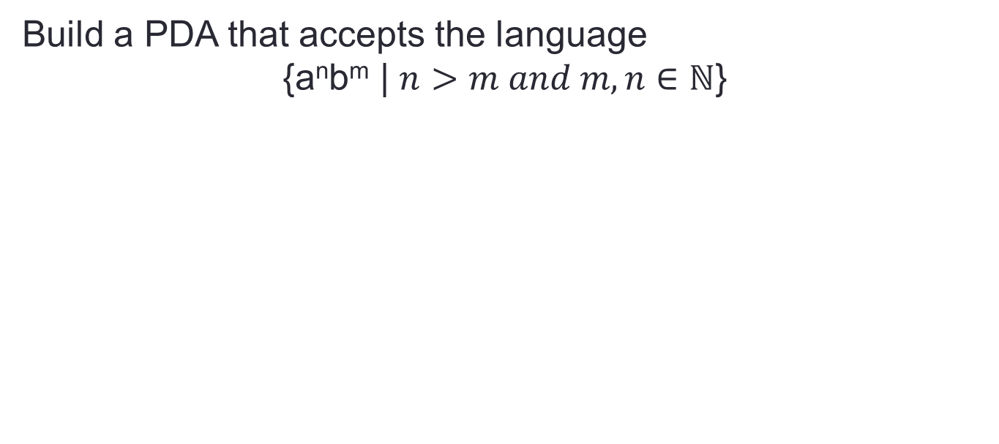 Build a PDA that accepts the language
{aⁿbᵐ | n > m and m, n ∈ ℕ}